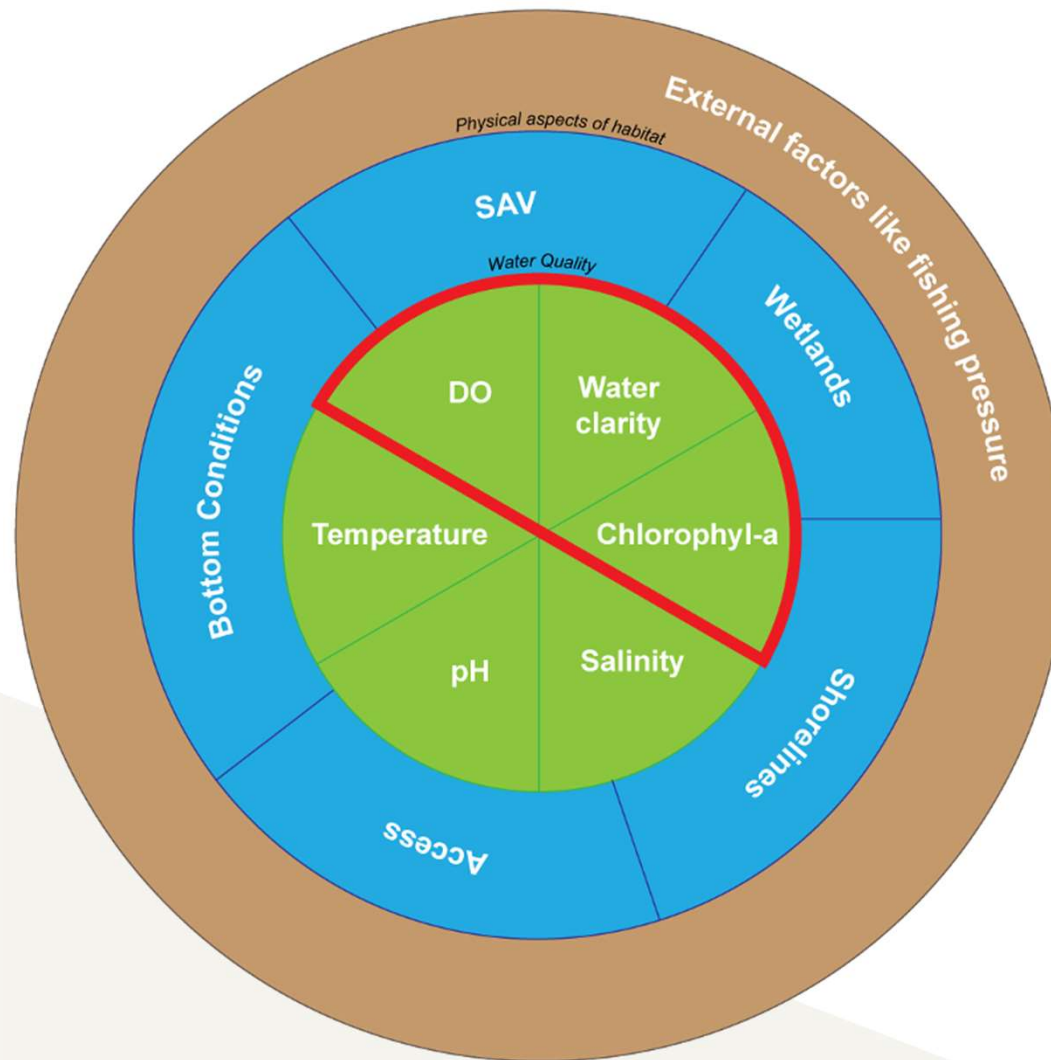 External factors like fishing pressure
Physical aspects of habitat
SAV
Wetlands
Shorelines
Access
Bottom Conditions
Water Quality
DO
Water
clarity
Chlorophyl-a
Salinity
pH
Temperature